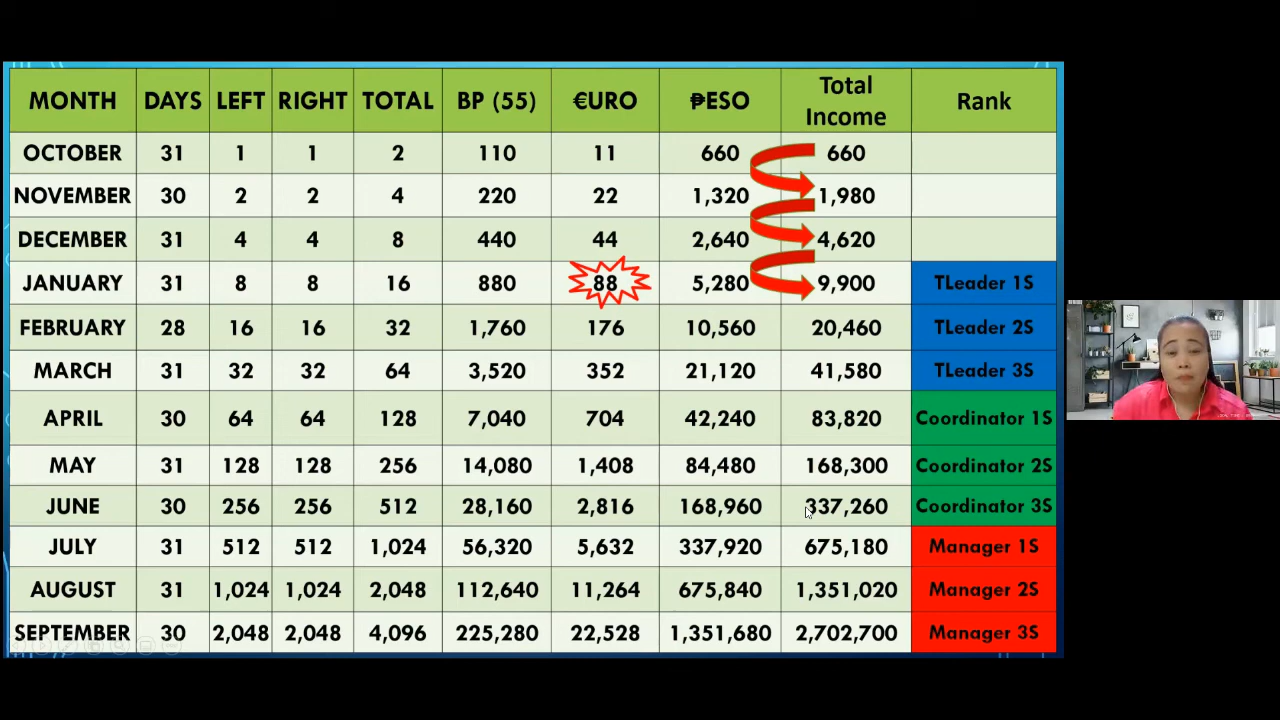 MONTH DAYS LEFT RIGHT TOTAL BP (55) €URO ₱ESO Total Income Rank
OCTOBER 31 1 1 2 110 11 660 660
NOVEMBER 30 2 2 4 220 22 1,320 1,980
DECEMBER 31 4 4 8 440 44 2,640 4,620
JANUARY 31 8 8 16 880 88 5,280 9,900 TLeader 1S
FEBRUARY 28 16 16 32 1,760 176 10,560 20,460 TLeader 2S
MARCH 31 32 32 64 3,520 352 21,120 41,580 TLeader 3S
APRIL 30 64 64 128 7,040 704 42,240 83,820 Coordinator 1S
MAY 31 128 128 256 14,080 1,408 84,480 168,300 Coordinator 2S
JUNE 30 256 256 512 28,160 2,816 168,960 337,260 Coordinator 3S
JULY 31 512 512 1,024 56,320 5,632 337,920 675,180 Manager 1S
AUGUST 31 1,024 1,024 2,048 112,640 11,264 675,840 1,351,020 Manager 2S
SEPTEMBER 30 2,048 2,048 4,096 225,280 22,528 1,351,680 2,702,700 Manager 3S